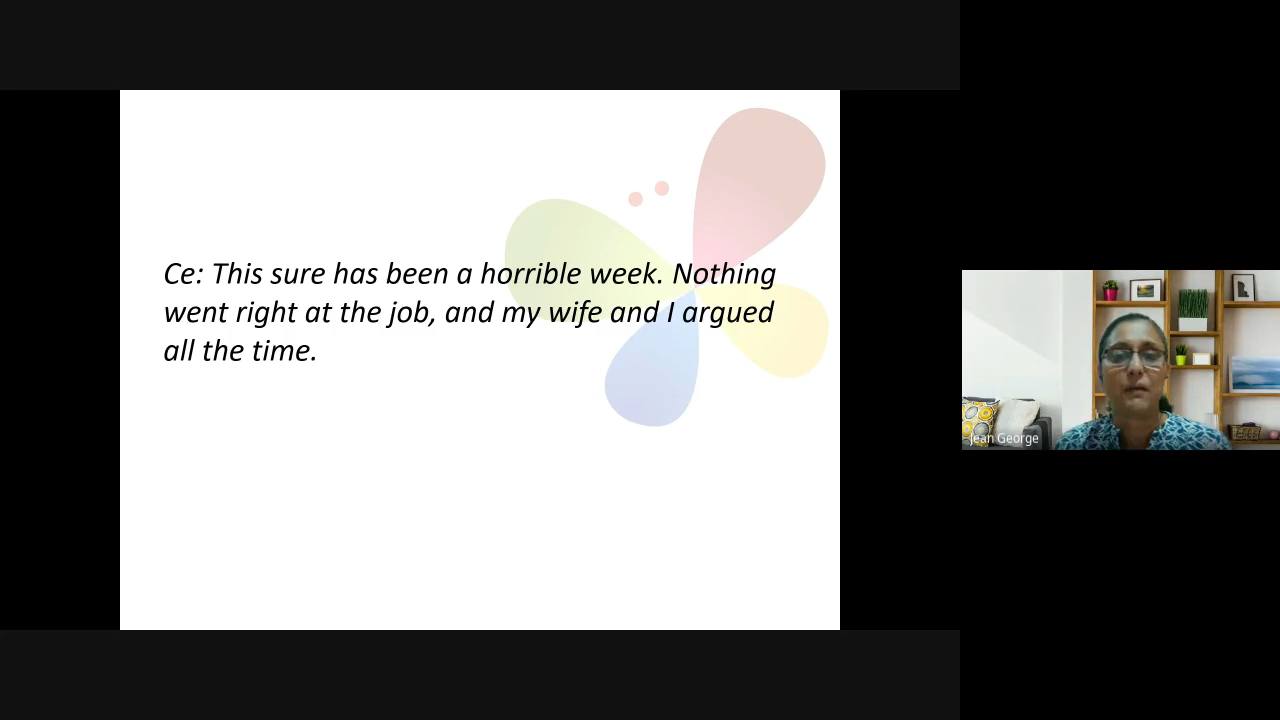 Ce: This sure has been a horrible week. Nothing
went right at the job, and my wife and I argued
all the time.
Jean George